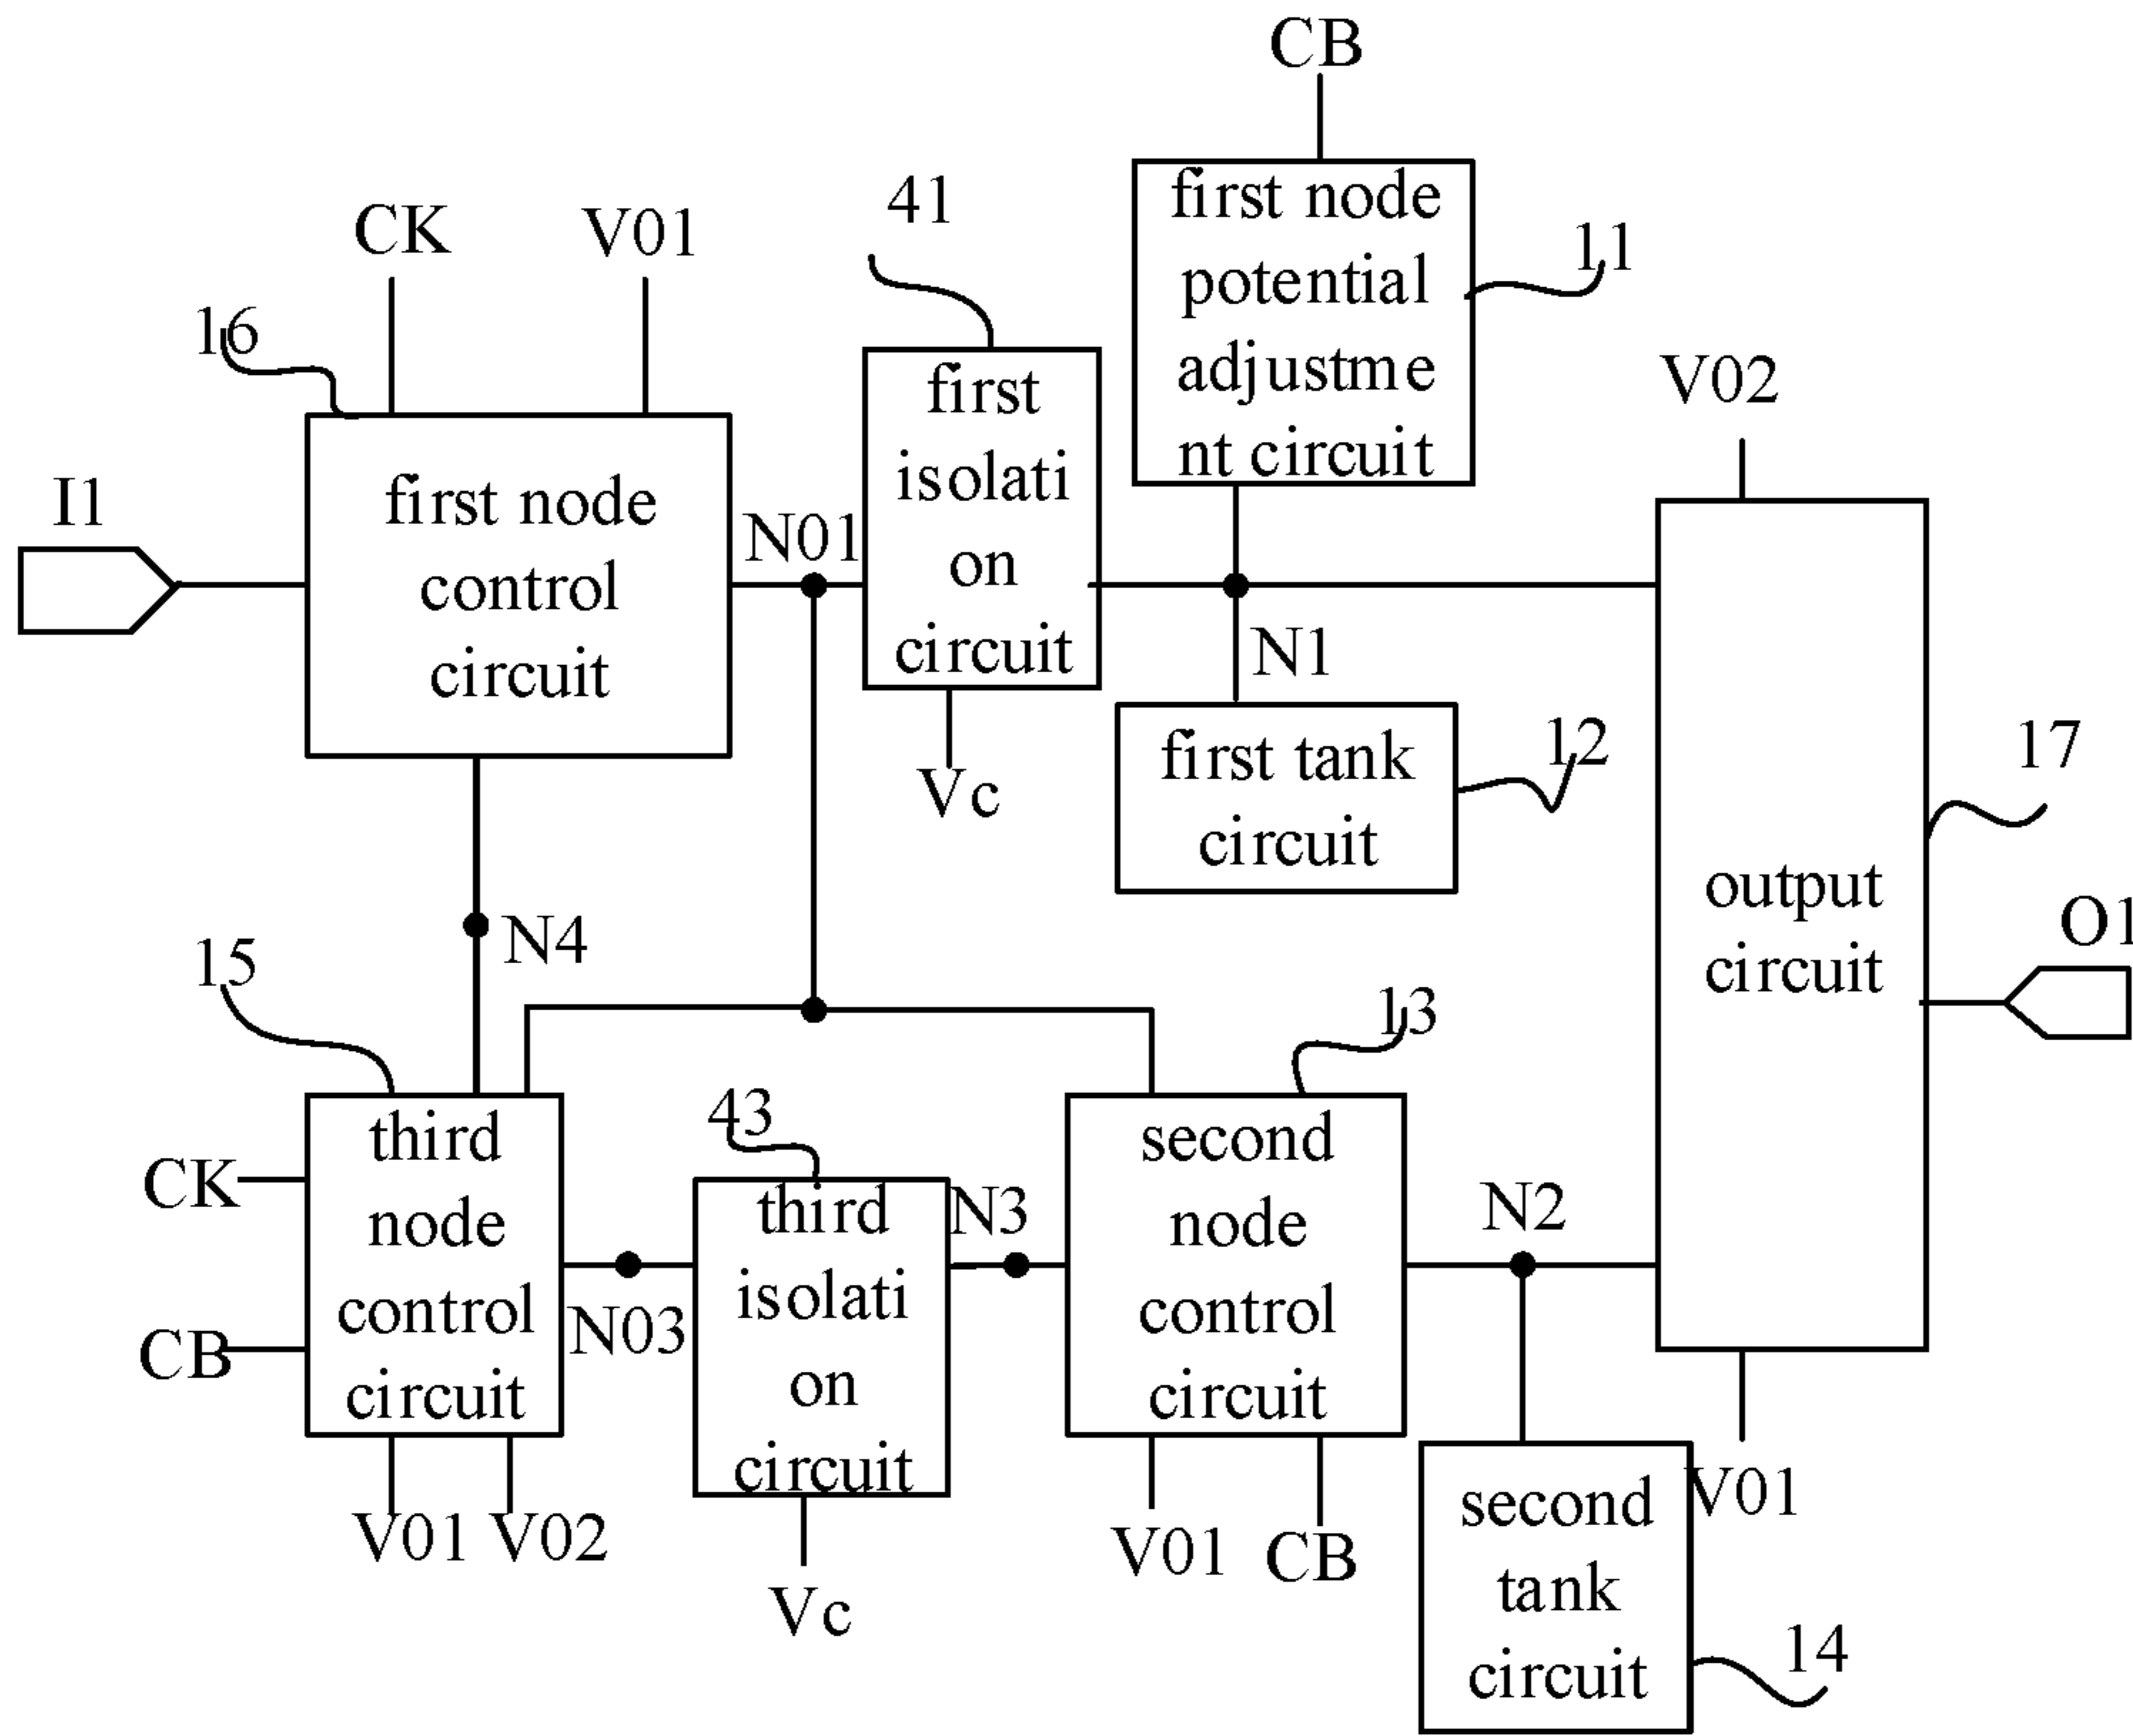 CB
first node
potential
adjustme
nt circuit
11
41
CK
V01
16
first
isolati
on
circuit
V02
I1
first node
control
circuit
N01
N1
Vc
first tank
circuit
12
17
output
circuit
O1
N4
15
13
third
node
control
circuit
43
CK
CB
N03
third
isolati
on
circuit
N3
second
node
control
circuit
N2
V01
V02
Vc
V01
CB
second
tank
circuit
V01
14